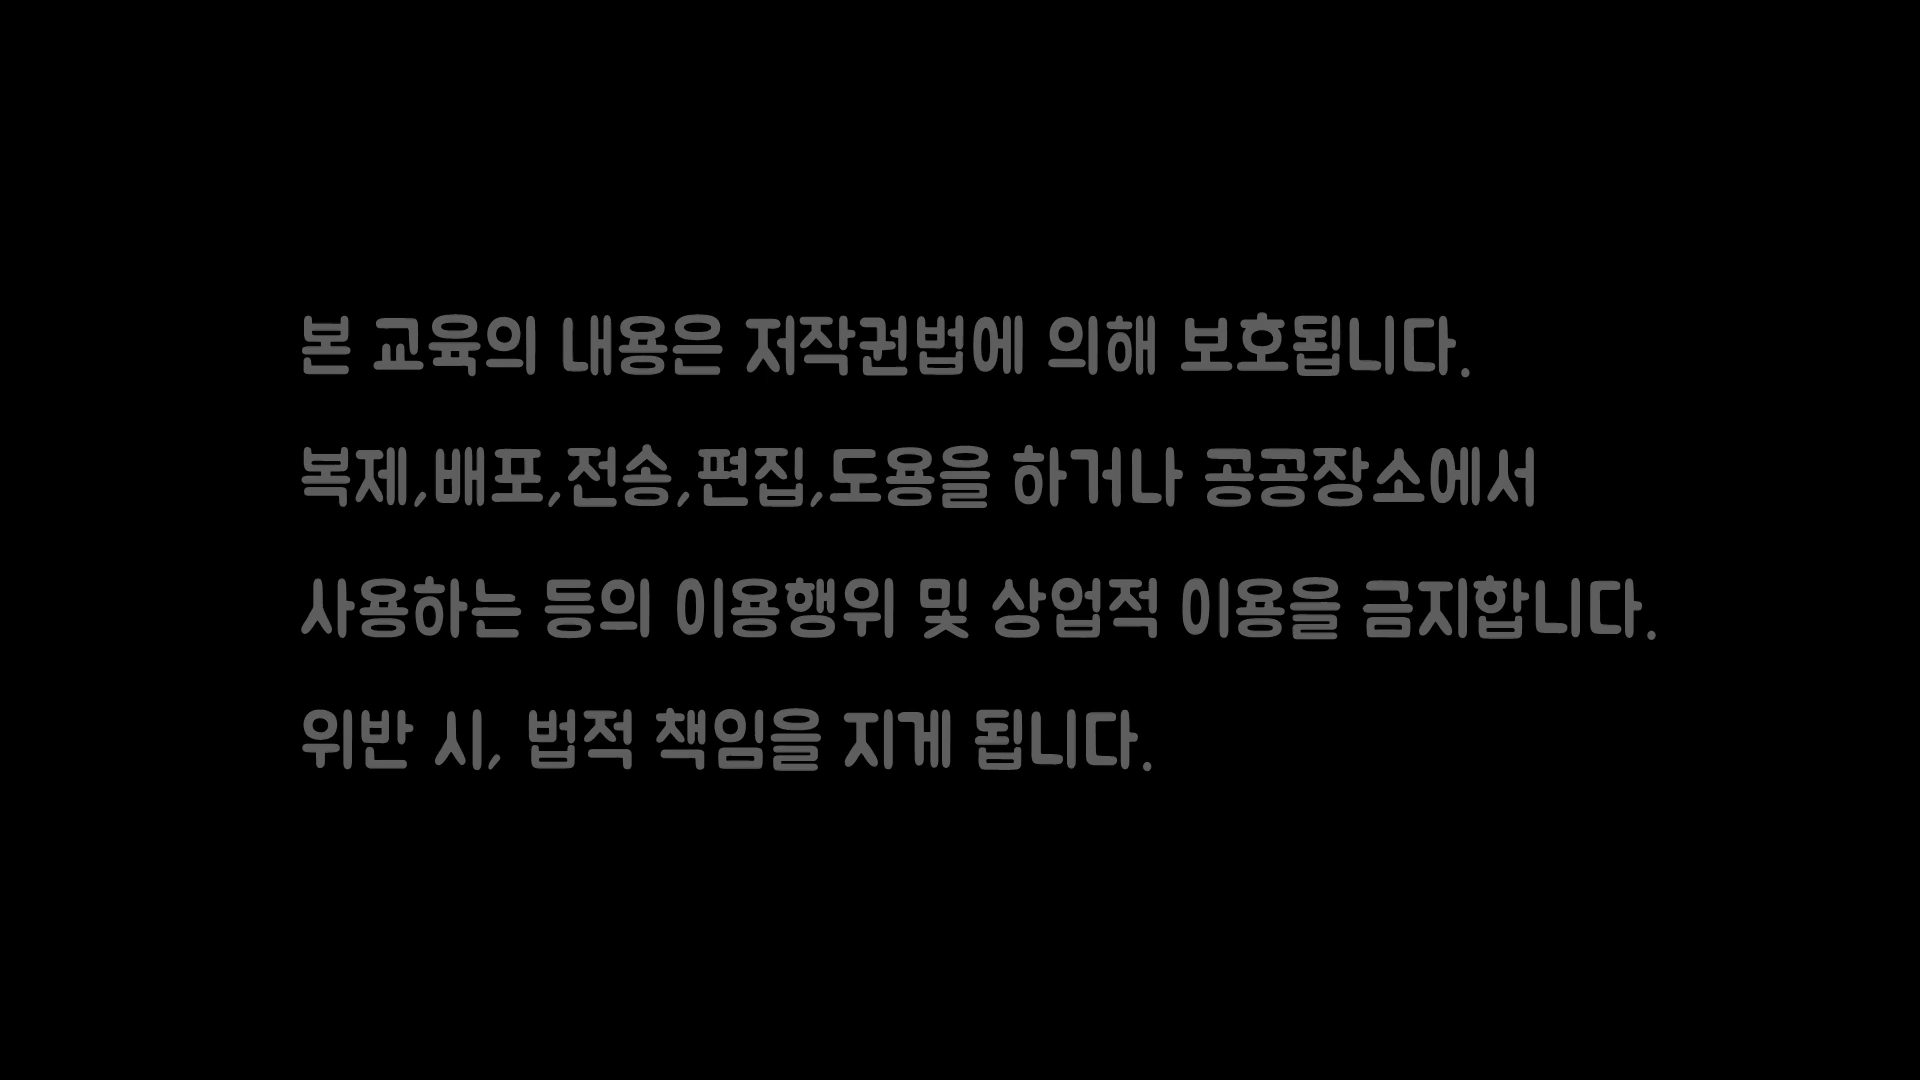 본 교육의 내용은 저작권법에 의해 보호됩니다.
복제,배포,전송,편집,도용을 하거나 공공장소에서
사용하는 등의 이용행위 및 상업적 이용을 금지합니다.
위반 시, 법적 책임을 지게 됩니다.